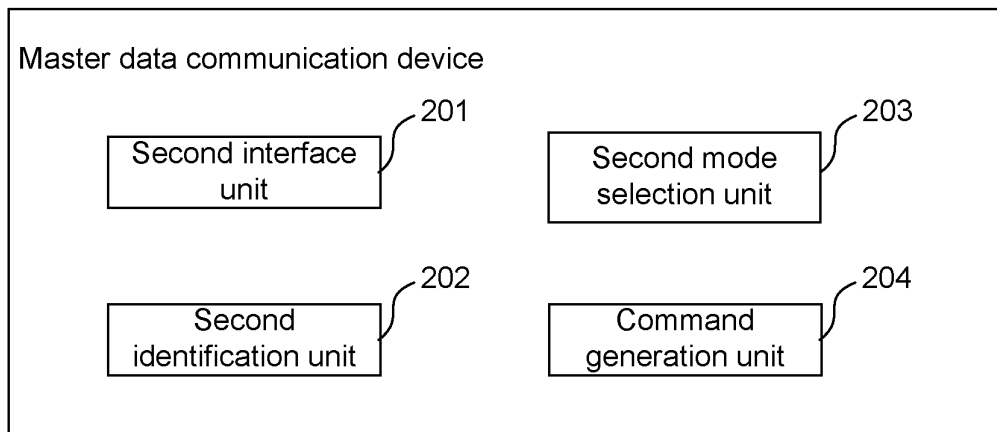 Master data communication device
201
Second interface
unit
203
Second mode
selection unit
202
Second
identification unit
204
Command
generation unit